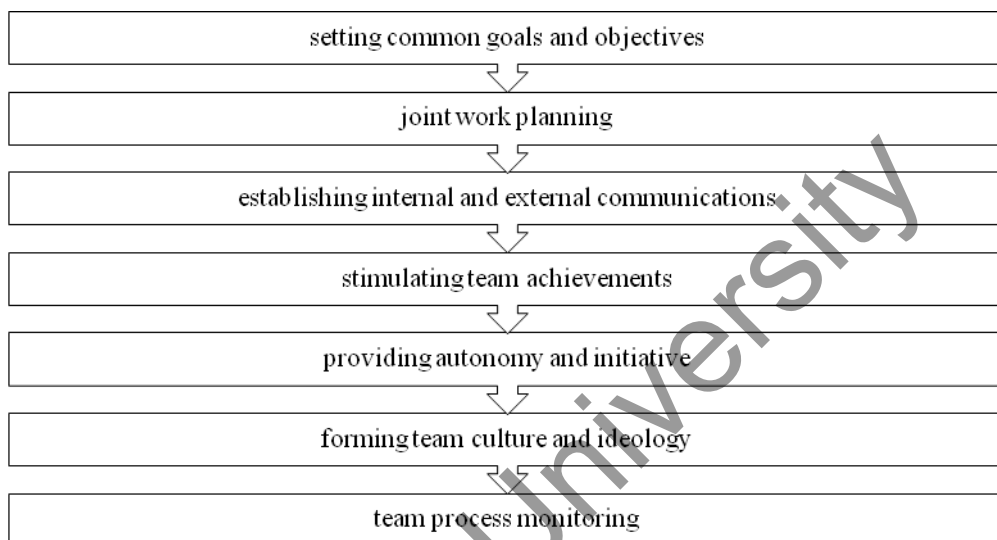 setting common goals and objectives
joint work planning
establishing internal and external communications
stimulating team achievements
providing autonomy and initiative
forming team culture and ideology
team process monitoring
University